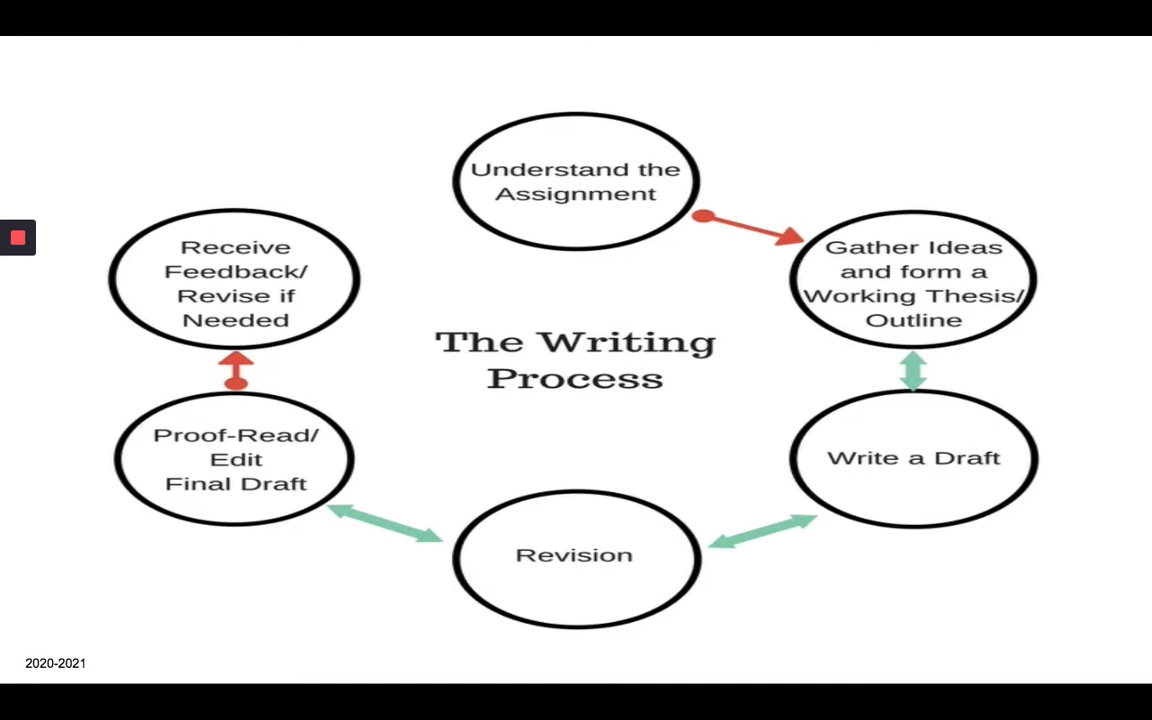 The Writing
Process
Understand the
Assignment
Gather Ideas
and form a
Working Thesis/
Outline
Write a Draft
Revision
Proof-Read/
Edit
Final Draft
Receive
Feedback/
Revise if
Needed
2020-2021